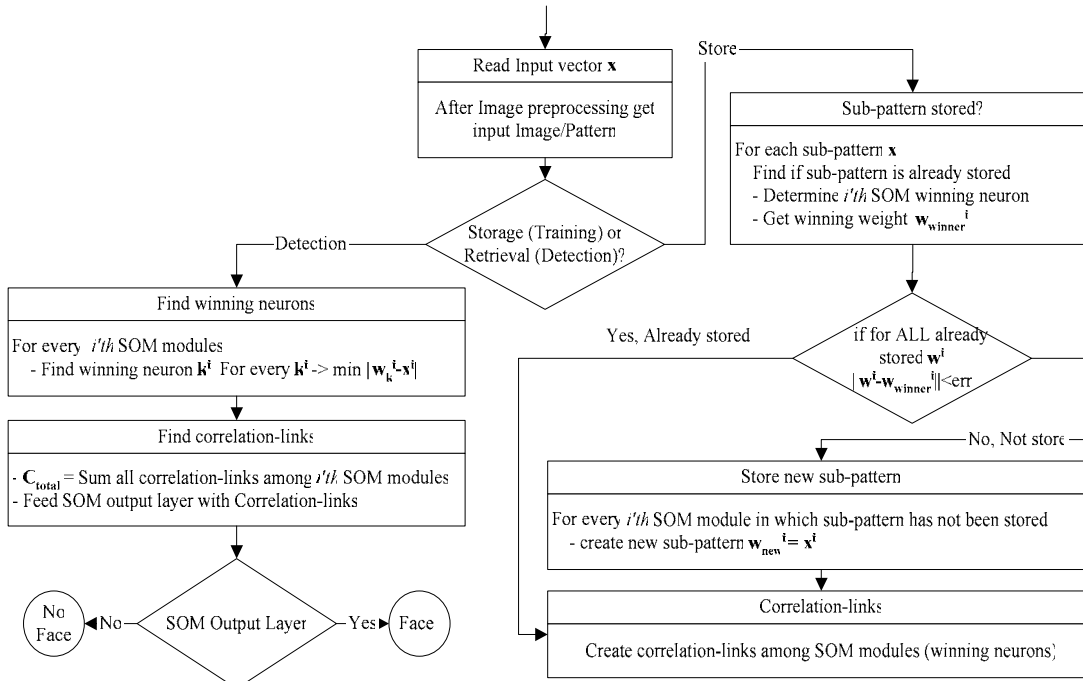 Read Input vector x
After Image preprocessing get
input Image/Pattern
Storage (Training) or
Retrieval (Detection)?
Detection
Store
Find winning neurons
For every i'th SOM modules
- Find winning neuron k^i For every k^i -> min |w_k^i-x^i|
Find correlation-links
- C_total = Sum all correlation-links among i'th SOM modules
- Feed SOM output layer with Correlation-links
SOM Output Layer
No
No
Face
Yes
Face
Sub-pattern stored?
For each sub-pattern x
Find if sub-pattern is already stored
- Determine i'th SOM winning neuron
- Get winning weight w_winner^i
if for ALL already
stored w^i
| w^i-w_winner^i||<err
Yes, Already stored
No, Not store
Store new sub-pattern
For every i'th SOM module in which sub-pattern has not been stored
- create new sub-pattern w_new^i = x^i
Correlation-links
Create correlation-links among SOM modules (winning neurons)